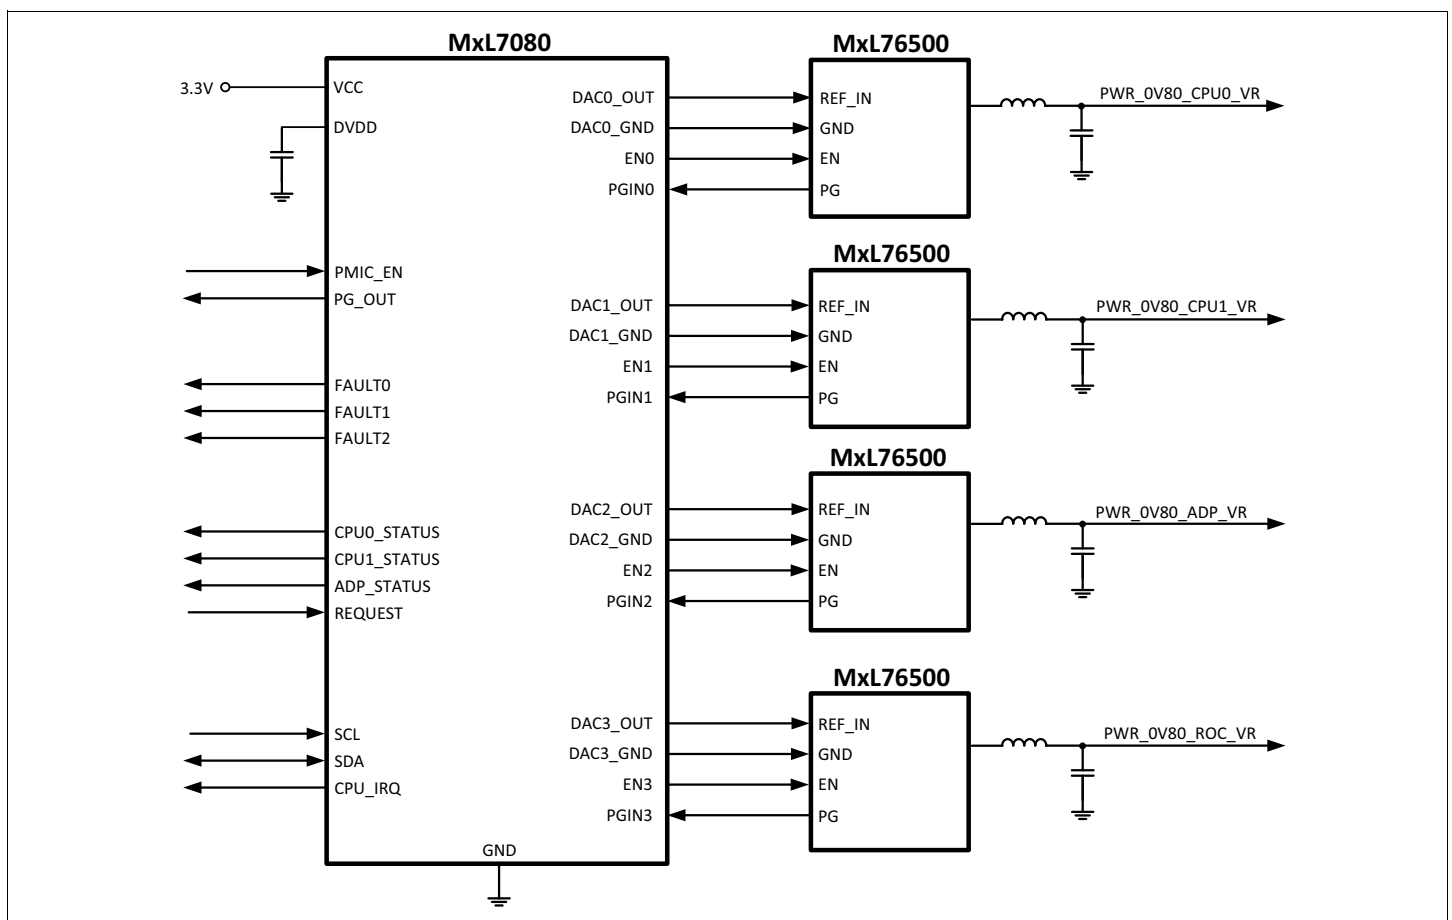 MxL7080
3.3V
VCC
DVDD
PMIC_EN
PG_OUT
FAULT0
FAULT1
FAULT2
CPU0_STATUS
CPU1_STATUS
ADP_STATUS
REQUEST
SCL
SDA
CPU_IRQ
GND
DAC0_OUT
DAC0_GND
EN0
PGIN0
DAC1_OUT
DAC1_GND
EN1
PGIN1
DAC2_OUT
DAC2_GND
EN2
PGIN2
DAC3_OUT
DAC3_GND
EN3
PGIN3
MxL76500
REF_IN
GND
EN
PG
PWR_0V80_CPU0_VR
MxL76500
REF_IN
GND
EN
PG
PWR_0V80_CPU1_VR
MxL76500
REF_IN
GND
EN
PG
PWR_0V80_ADP_VR
MxL76500
REF_IN
GND
EN
PG
PWR_0V80_ROC_VR